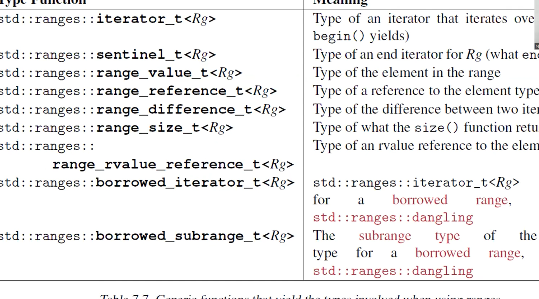 Type Function Meaning
std::ranges::iterator_t<Rg> Type of an iterator that iterates
begin() yields)
std::ranges::sentinel_t<Rg> Type of an end iterator for Rg (what
std::ranges::range_value_t<Rg> Type of the element in the range
std::ranges::range_reference_t<Rg> Type of a reference to the element type
std::ranges::range_difference_t<Rg> Type of the difference between two
std::ranges::range_size_t<Rg> Type of what the size() function
std::ranges:: Type of an rvalue reference to the
range_rvalue_reference_t<Rg>
std::ranges::borrowed_iterator_t<Rg> std::ranges::iterator_t<Rg>
for a borrowed range,
std::ranges::dangling
std::ranges::borrowed_subrange_t<Rg> The subrange type of the
type for a borrowed range,
std::ranges::dangling
Table 7.7. Generic functions that yield the types involved when using ranges